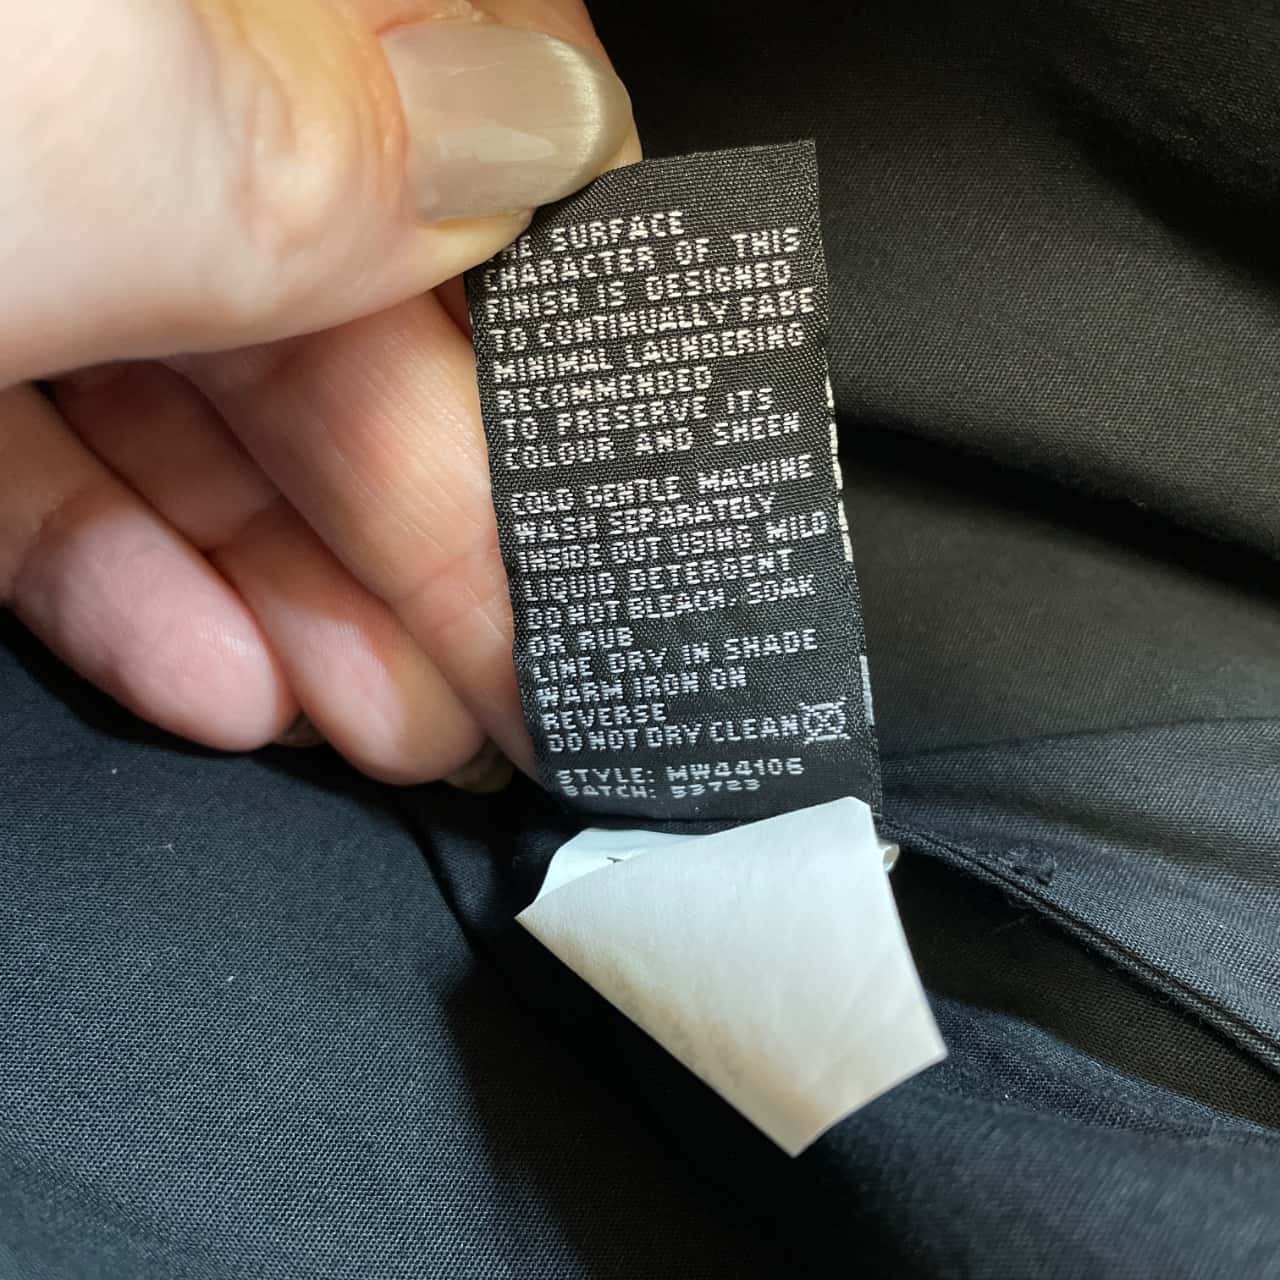 THE SURFACE
CHARACTER OF THIS
FINISH IS DESIGNED
TO CONTINUALLY FADE
MINIMAL LAUNDERING
RECOMMENDED
TO PRESERVE ITS
COLOUR AND SHEEN
COLD GENTLE MACHINE
WASH SEPARATELY
INSIDE OUT USING MILD
LIQUID DETERGENT
DO NOT BLEACH, SOAK
OR RUB
LINE DRY IN SHADE
WARM IRON ON
REVERSE
DO NOT DRY CLEAN
STYLE: MW44106
BATCH: 53723